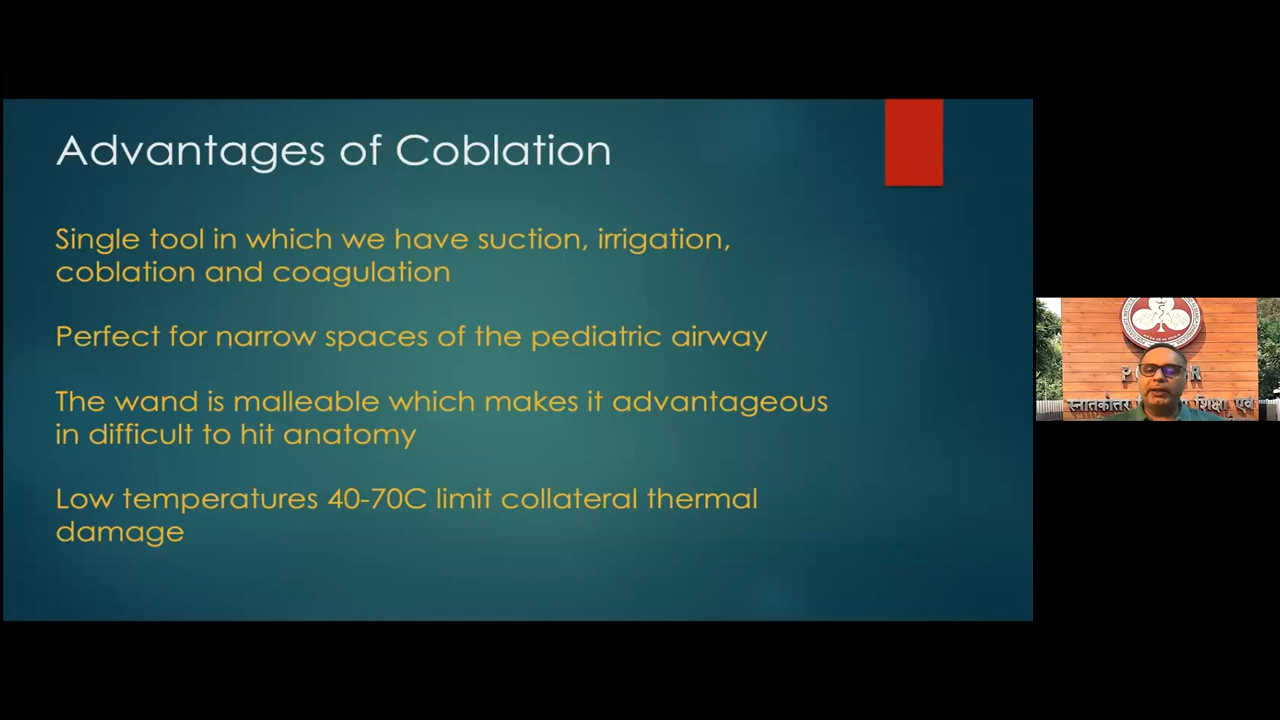 Advantages of Coblation
Single tool in which we have suction, irrigation,
coblation and coagulation
Perfect for narrow spaces of the pediatric airway
The wand is malleable which makes it advantageous
in difficult to hit anatomy
Low temperatures 40-70C limit collateral thermal
damage
स्नातकोत्तर शिक्षा एवं